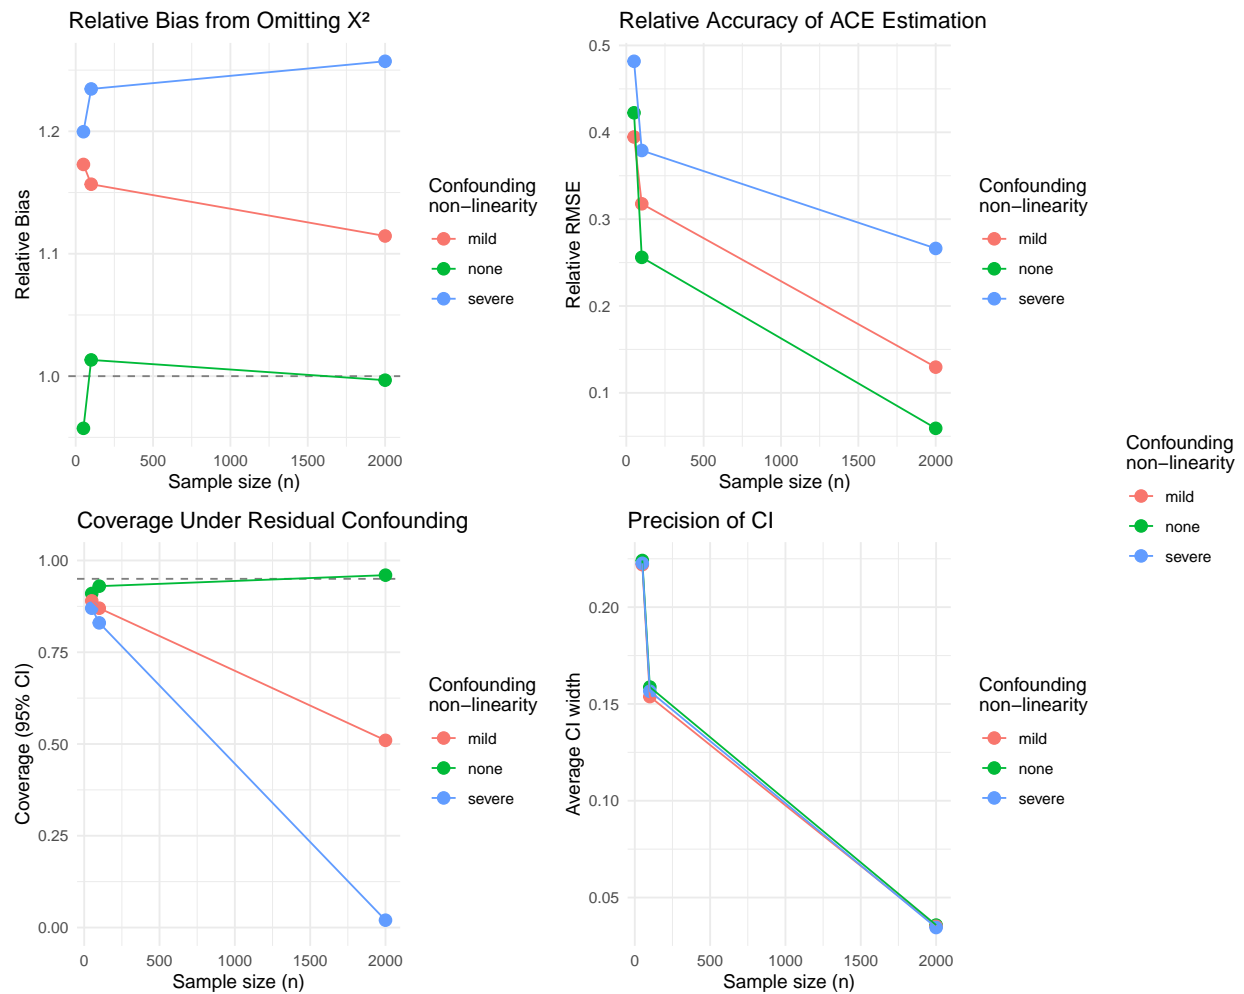 Relative Bias from Omitting X²
Relative Bias
1.2
1.1
1.0
0
500
1000
1500
2000
Sample size (n)
Confounding
non−linearity
mild
none
severe
Relative Accuracy of ACE Estimation
Relative RMSE
0.5
0.4
0.3
0.2
0.1
0
500
1000
1500
2000
Sample size (n)
Confounding
non−linearity
mild
none
severe
Coverage Under Residual Confounding
Coverage (95% CI)
1.00
0.75
0.50
0.25
0.00
0
500
1000
1500
2000
Sample size (n)
Confounding
non−linearity
mild
none
severe
Precision of CI
Average CI width
0.20
0.15
0.10
0.05
0
500
1000
1500
2000
Sample size (n)
Confounding
non−linearity
mild
none
severe
Confounding
non−linearity
mild
none
severe